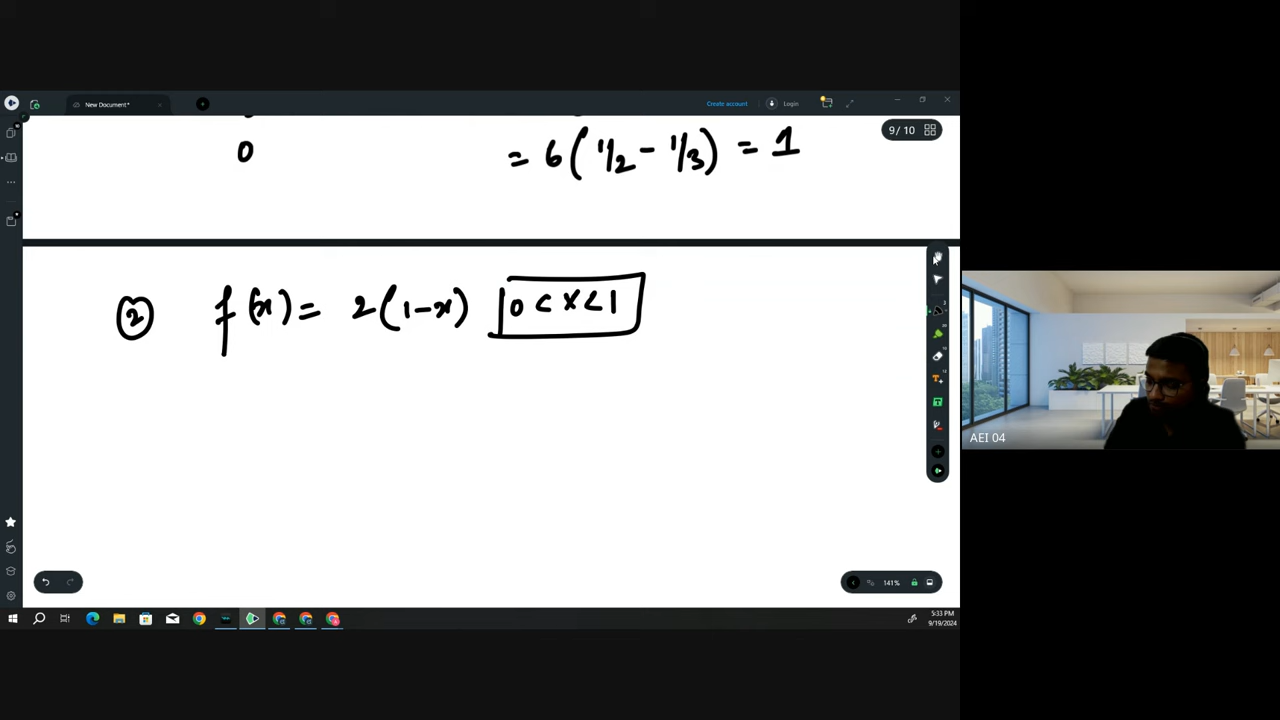 New Document*
Create account
Login
9 / 10
0
= 6 ( 1/2 - 1/3 ) = 1
② f(x) = 2(1-x) 0 < x < 1
AEI 04
141%
5:33 PM
9/19/2024